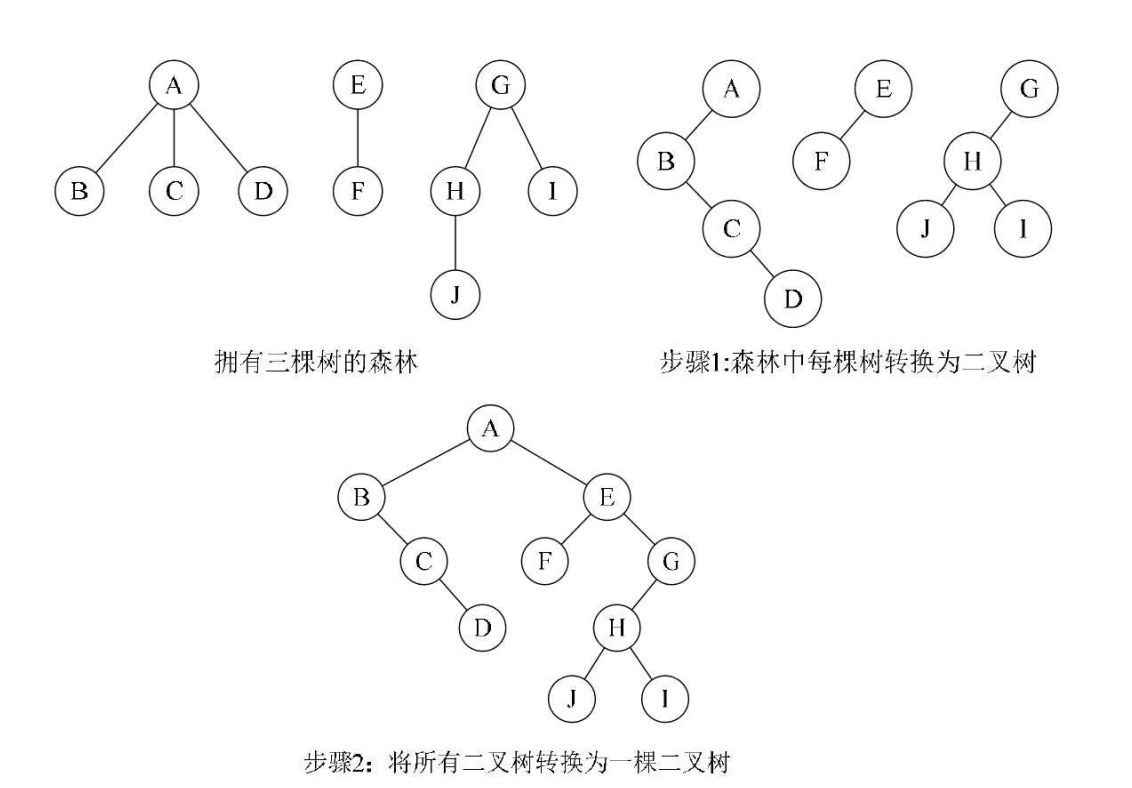 A E G
B C D F H I
J
A E G
B F H
C J I
D
拥有三棵树的森林
步骤1:森林中每棵树转换为二叉树
A
B E
C F G
D H
J I
步骤2：将所有二叉树转换为一棵二叉树